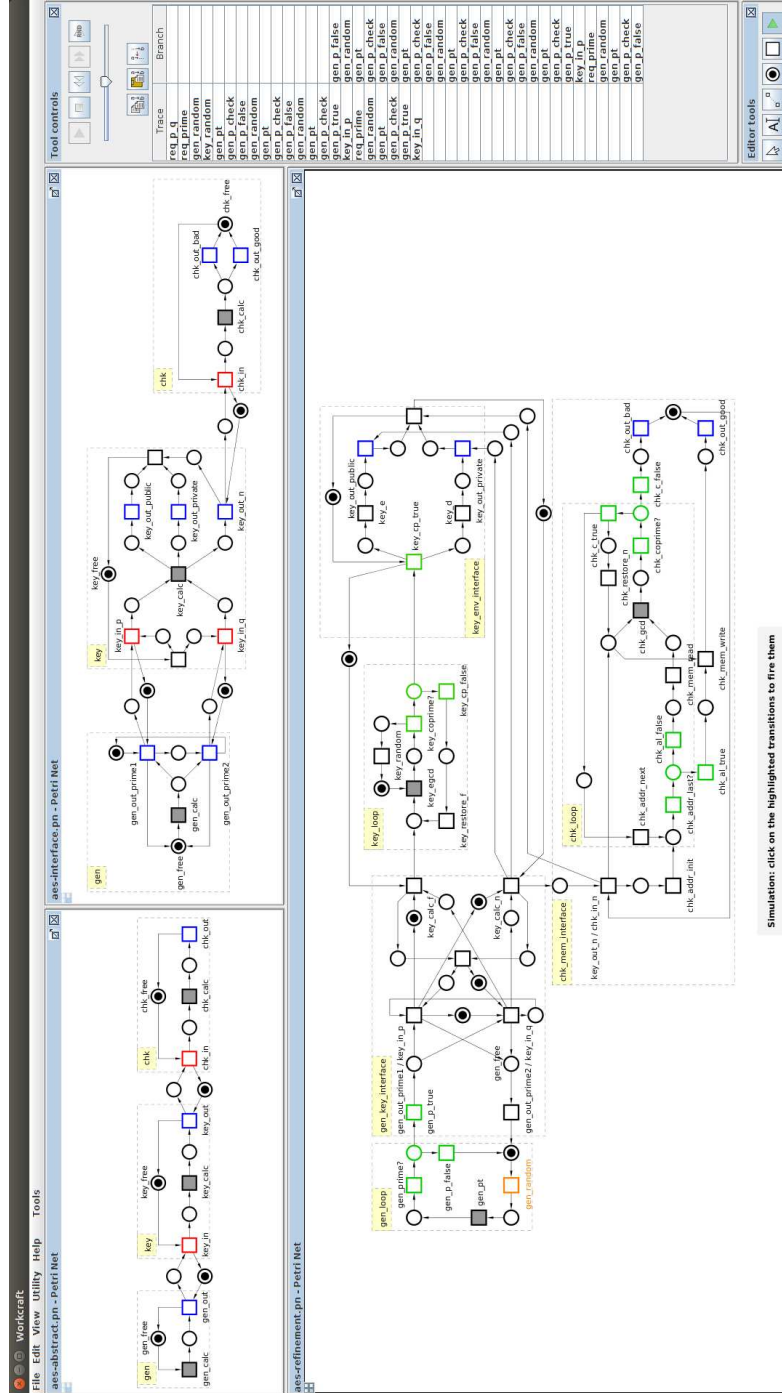 Workcraft
File Edit View Utility Help Tools
aes-abstract.pn - Petri Net
gen
gen_free
gen_calc
gen_out
key
key_free
key_in
key_calc
key_out
chk
chk_free
chk_in
chk_calc
chk_out
aes-interface.pn - Petri Net
gen
gen_free
gen_calc
gen_out_prime1
gen_out_prime2
key
key_free
key_in_p
key_in_q
key_calc
key_out_public
key_out_private
key_out_n
chk
chk_in
chk_calc
chk_out_bad
chk_out_good
chk_free
aes-refinement.pn - Petri Net
gen_loop
gen_prime?
gen_p_true
gen_p_false
gen_pt
gen_random
gen_key_interface
gen_out_prime1 / key_in_p
gen_free
gen_out_prime2 / key_in_q
key_calc_f
key_calc_n
key_loop
key_random
key_coprime?
key_egcd
key_cp_false
key_restore_f
key_cp_true
key_env_interface
key_out_public
key_e
key_d
key_out_private
chk_mem_interface
key_out_n / chk_in_n
chk_addr_init
chk_loop
chk_addr_next
chk_addr_last?
chk_al_false
chk_al_true
chk_mem_read
chk_mem_write
chk_gcd
chk_restore_n
chk_c_true
chk_coprime?
chk_c_false
chk_out_bad
chk_out_good
Simulation: click on the highlighted transitions to fire them
Tool controls
RND
Trace Branch
req_p_q
req_prime
gen_random
key_random
gen_pt
gen_p_check
gen_p_false
gen_random
gen_pt
gen_p_check
gen_p_false
gen_random
gen_pt
gen_p_check
gen_p_true gen_p_false
key_in_p gen_random
req_prime gen_pt
gen_random gen_p_check
gen_p_check gen_p_false
gen_p_true gen_random
key_in_q gen_pt
gen_p_check
gen_p_false
gen_random
gen_pt
gen_p_check
gen_p_false
gen_random
gen_pt
gen_p_check
gen_p_true
key_in_p
req_prime
gen_random
gen_pt
gen_p_check
gen_p_false
Editor tools
AI